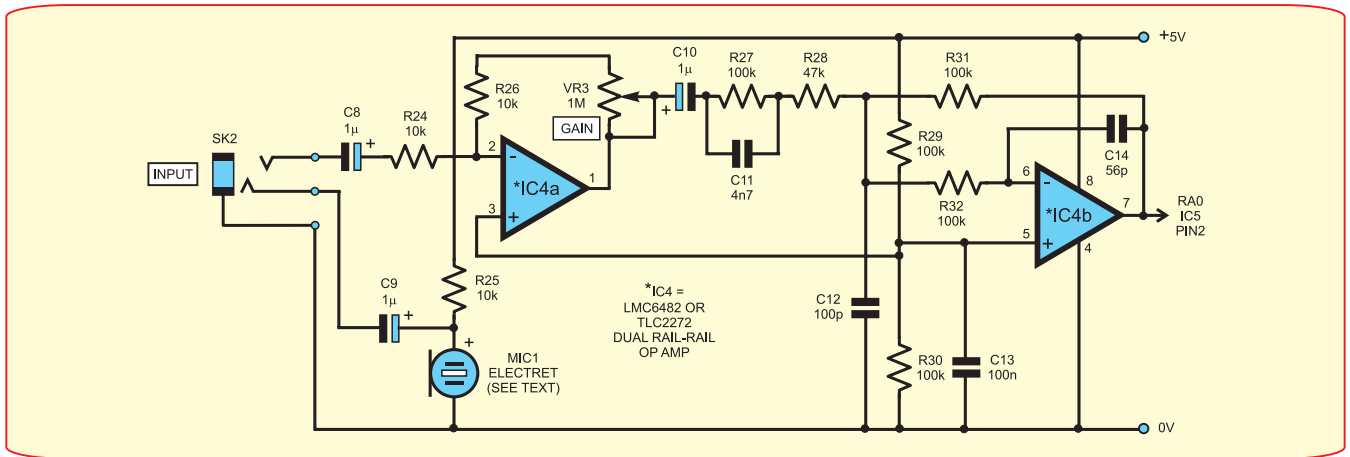 +5V
C10
1μ
R27
100k
R28
47k
R31
100k
R26
10k
VR3
1M
GAIN
C8
1μ
R24
10k
SK2
INPUT
+
+
2
-
*IC4a
1
3
+
C11
4n7
R29
100k
C14
56p
R32
100k
6
-
8
*IC4b
7
5
+
4
RA0
IC5
PIN2
R25
10k
C9
1μ
+
+
MIC1
ELECTRET
(SEE TEXT)
*IC4 =
LMC6482 OR
TLC2272
DUAL RAIL-RAIL
OP AMP
C12
100p
R30
100k
C13
100n
0V